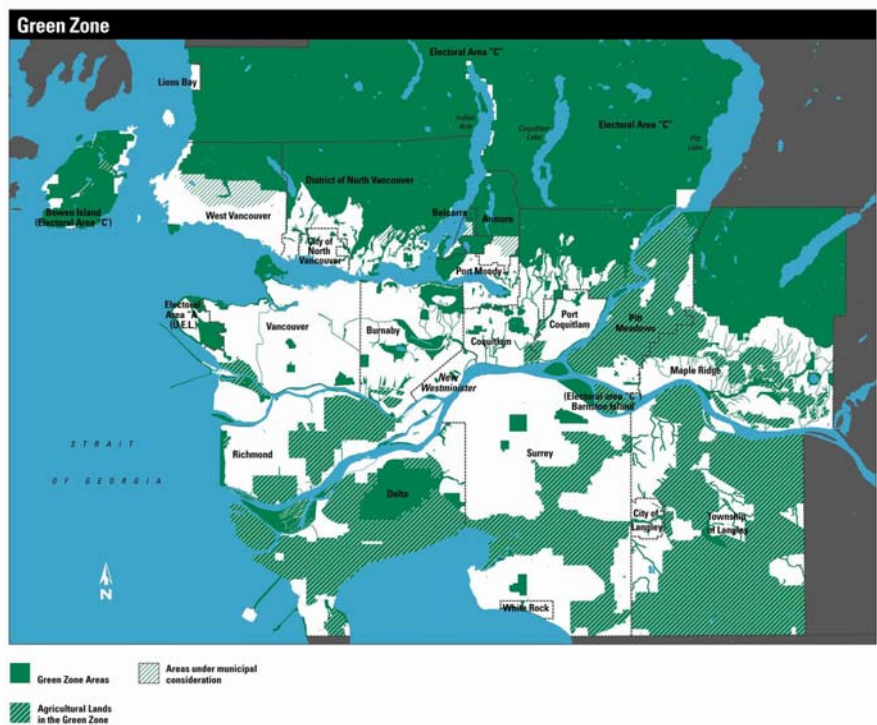 Green Zone
Electoral Area "C"
Lions Bay
Indian
Arm
Coquitlam
Lake
Electoral Area "C"
Pitt
Lake
District of North Vancouver
Bowen Island
(Electoral Area "C')
West Vancouver
Belcarra
Anmore
City of
North
Vancouver
Port Moody
Electoral
Area "A"
(U.E.L.)
Vancouver
Burnaby
Coquitlam
Port
Coquitlam
Pitt
Meadows
New
Westminister
Maple Ridge
(Electoral area "C")
Barnston Island
STRAIT
OF GEORGIA
Richmond
Surrey
Delta
City of
Langley
Township
of Langley
White Rock
N
Green Zone Areas
Areas under municipal
consideration
Agricultural Lands
in the Green Zone